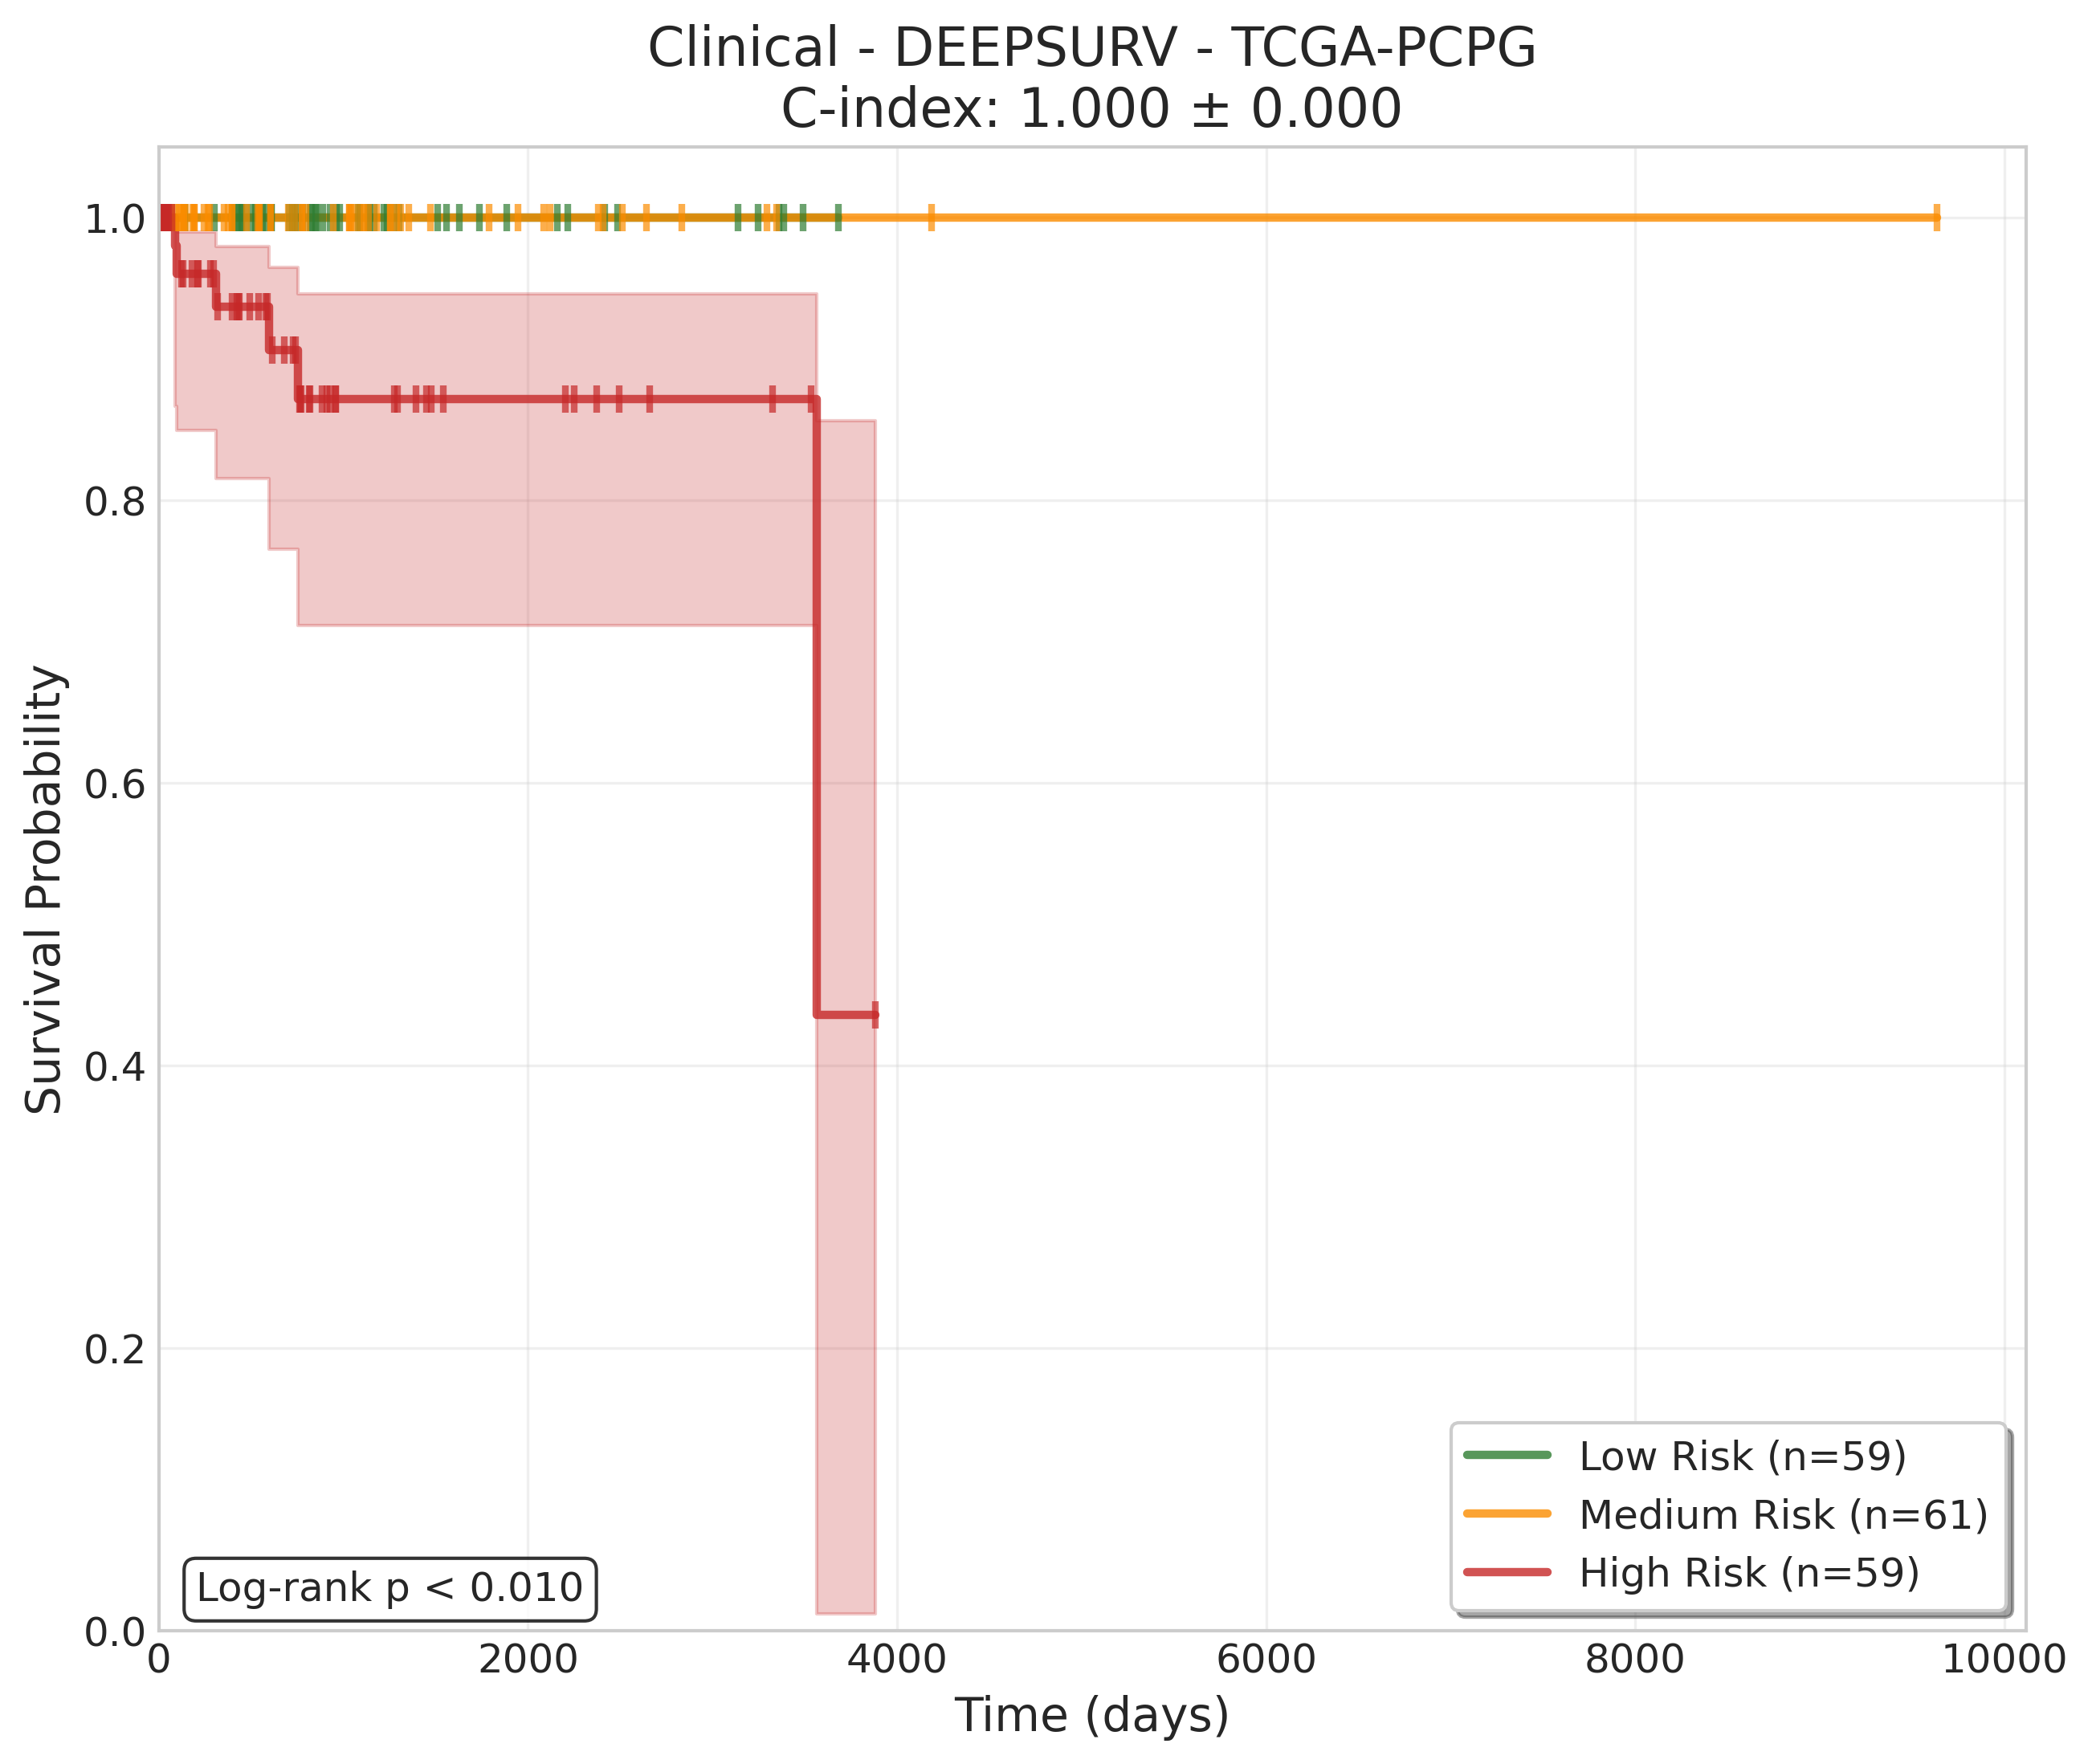 Clinical - DEEPSURV - TCGA-PCPG
C-index: 1.000 ± 0.000
Survival Probability
1.0
0.8
0.6
0.4
0.2
0.0
0 2000 4000 6000 8000 10000
Time (days)
Log-rank p < 0.010
Low Risk (n=59)
Medium Risk (n=61)
High Risk (n=59)